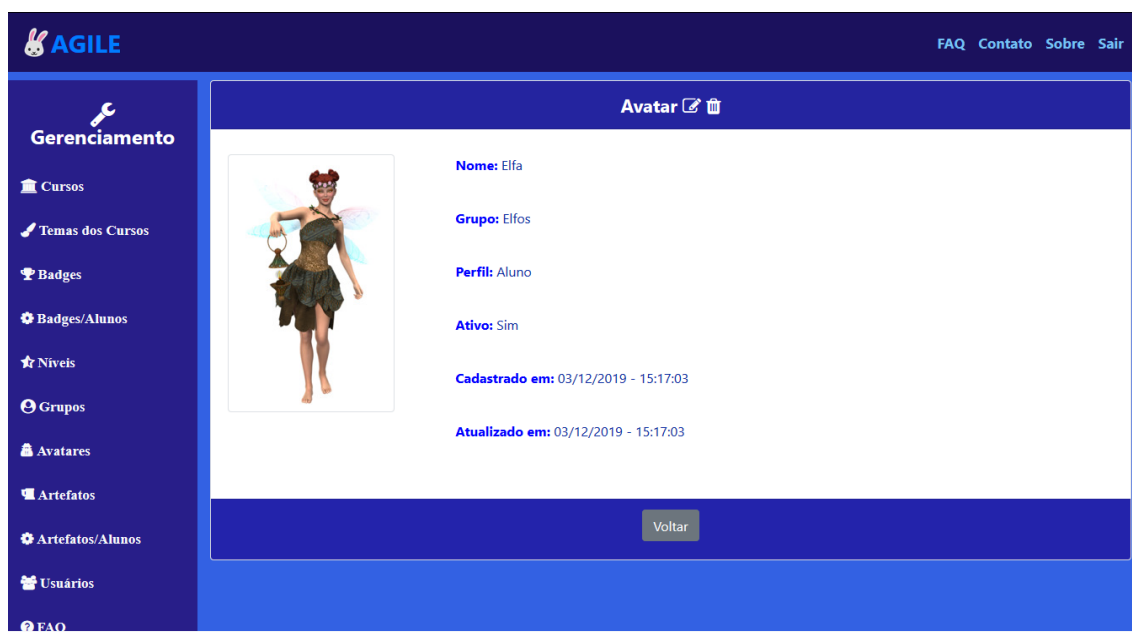 AGILE
FAQ Contato Sobre Sair
Gerenciamento
Cursos
Temas dos Cursos
Badges
Badges/Alunos
Níveis
Grupos
Avatares
Artefatos
Artefatos/Alunos
Usuários
FAQ
Avatar
Nome: Elfa
Grupo: Elfos
Perfil: Aluno
Ativo: Sim
Cadastrado em: 03/12/2019 - 15:17:03
Atualizado em: 03/12/2019 - 15:17:03
Voltar